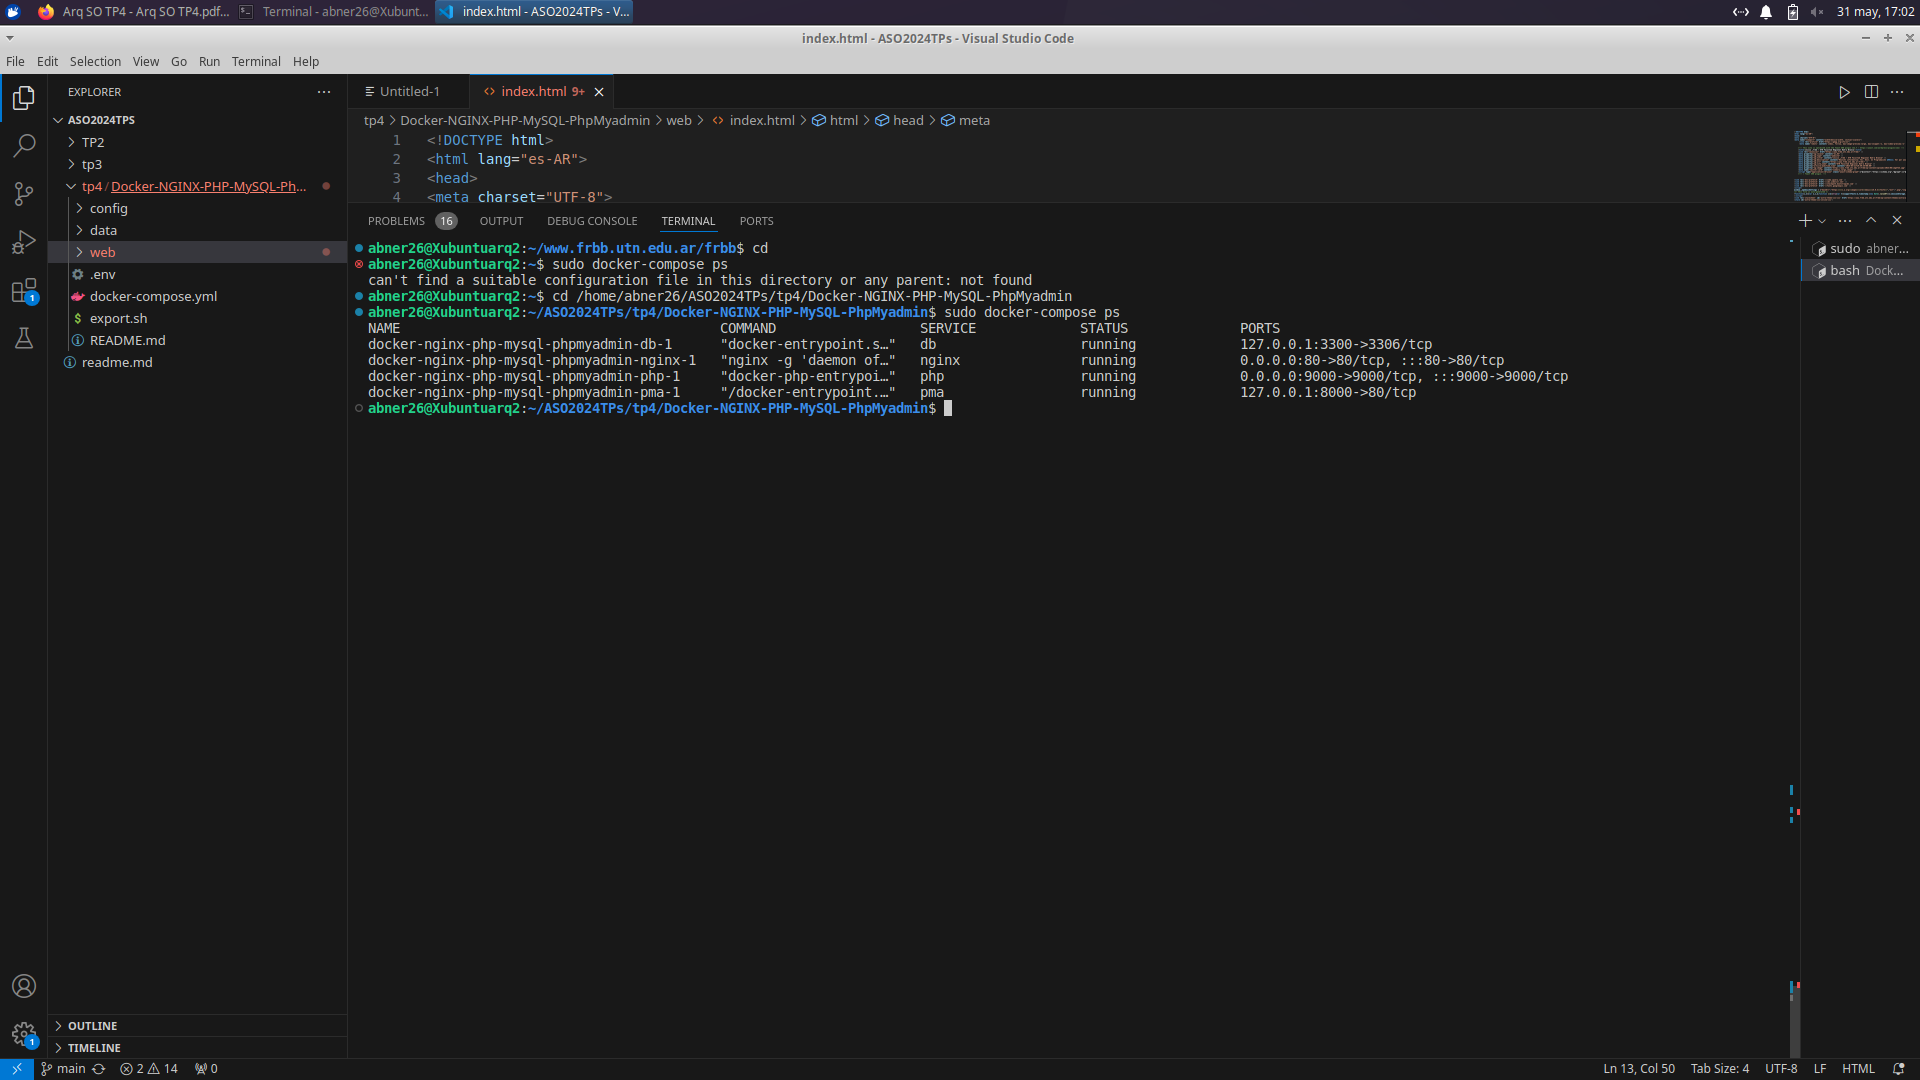 Arq SO TP4 - Arq SO TP4.pdf...
Terminal - abner26@Xubunt...
index.html - ASO2024TPs - V...
31 may, 17:02
index.html - ASO2024TPs - Visual Studio Code
File Edit Selection View Go Run Terminal Help
EXPLORER
Untitled-1
index.html 9+
ASO2024TPS
TP2
tp3
tp4/Docker-NGINX-PHP-MySQL-Ph...
config
data
web
.env
docker-compose.yml
export.sh
README.md
readme.md
OUTLINE
TIMELINE
tp4 > Docker-NGINX-PHP-MySQL-PhpMyadmin > web > index.html > html > head > meta
1 <!DOCTYPE html>
2 <html lang="es-AR">
3 <head>
4 <meta charset="UTF-8">
PROBLEMS 16 OUTPUT DEBUG CONSOLE TERMINAL PORTS
abner26@Xubuntuarq2:~/www.frbb.utn.edu.ar/frbb$ cd
abner26@Xubuntuarq2:~$ sudo docker-compose ps
can't find a suitable configuration file in this directory or any parent: not found
abner26@Xubuntuarq2:~$ cd /home/abner26/ASO2024TPs/tp4/Docker-NGINX-PHP-MySQL-PhpMyadmin
abner26@Xubuntuarq2:~/ASO2024TPs/tp4/Docker-NGINX-PHP-MySQL-PhpMyadmin$ sudo docker-compose ps
NAME COMMAND SERVICE STATUS PORTS
docker-nginx-php-mysql-phpmyadmin-db-1 "docker-entrypoint.s…" db running 127.0.0.1:3300->3306/tcp
docker-nginx-php-mysql-phpmyadmin-nginx-1 "nginx -g 'daemon of…" nginx running 0.0.0.0:80->80/tcp, :::80->80/tcp
docker-nginx-php-mysql-phpmyadmin-php-1 "docker-php-entrypoi…" php running 0.0.0.0:9000->9000/tcp, :::9000->9000/tcp
docker-nginx-php-mysql-phpmyadmin-pma-1 "/docker-entrypoint.…" pma running 127.0.0.1:8000->80/tcp
abner26@Xubuntuarq2:~/ASO2024TPs/tp4/Docker-NGINX-PHP-MySQL-PhpMyadmin$
sudo abner...
bash Dock...
1
1
main 2 14 0
Ln 13, Col 50 Tab Size: 4 UTF-8 LF HTML